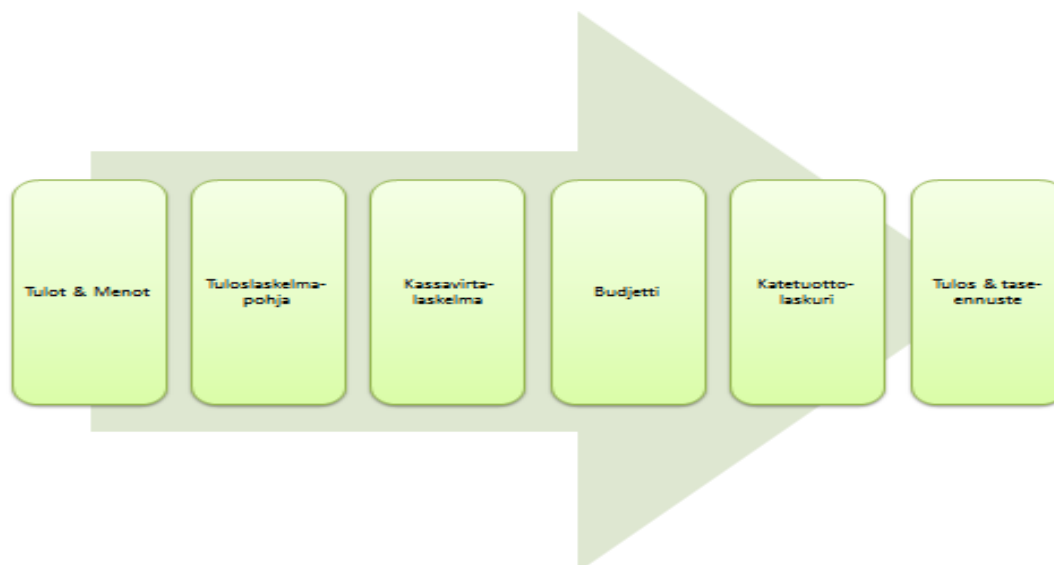 Tulot & Menot
Tuloslaskelma-
pohja
Kassavirta-
laskelma
Budjetti
Katetuotto-
laskuri
Tulos & tase-
ennuste